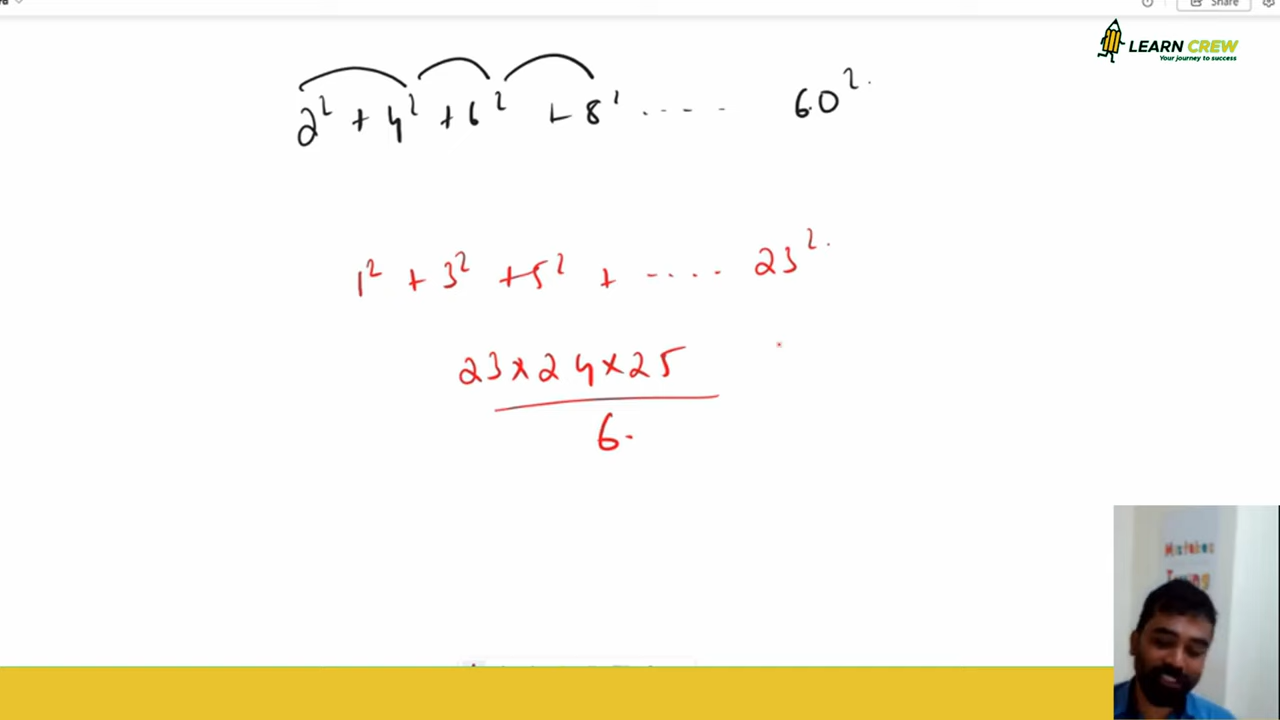 Share
LEARN CREW
Your journey to success
2² + 4² + 6² + 8² ..... 60².
1² + 3² + 5² + ..... 23².
23 × 24 × 25
6.
Mistakes